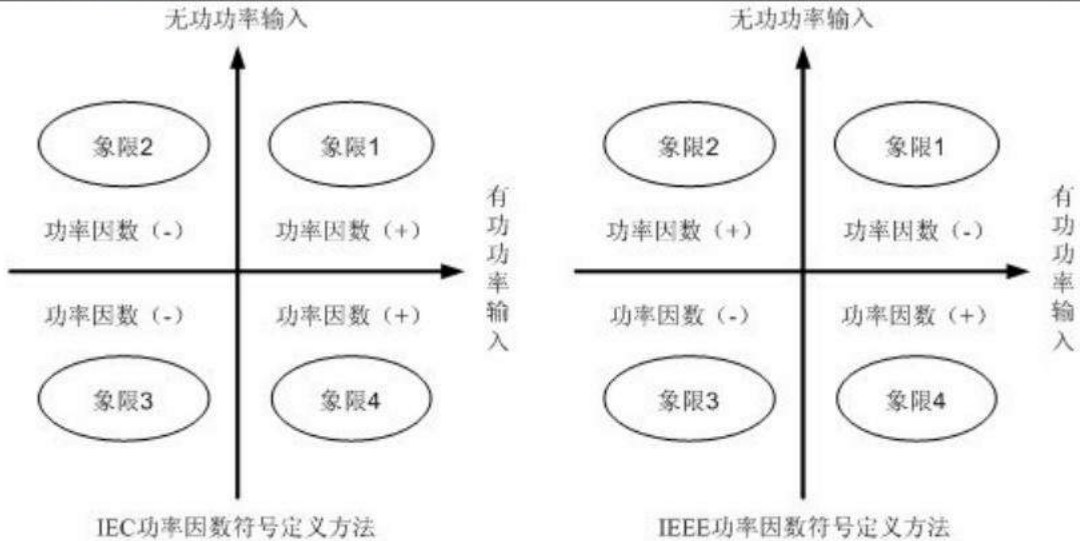 无功功率输入
象限2
象限1
功率因数（-）
功率因数（+）
有功功率输入
功率因数（-）
功率因数（+）
象限3
象限4
IEC功率因数符号定义方法
无功功率输入
象限2
象限1
功率因数（+）
功率因数（-）
有功功率输入
功率因数（-）
功率因数（+）
象限3
象限4
IEEE功率因数符号定义方法